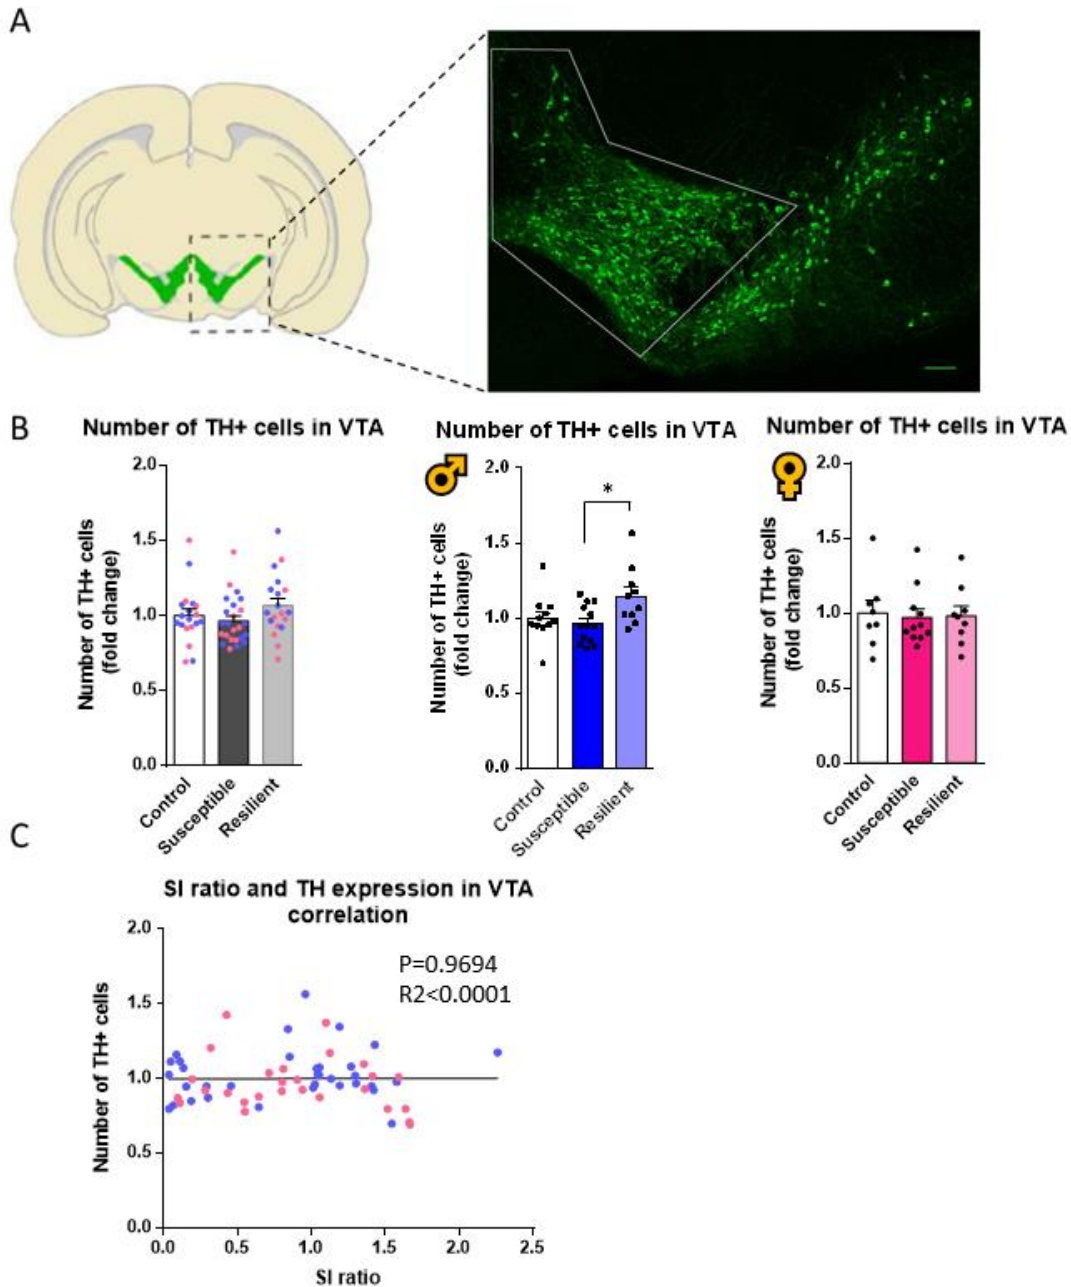 A
B
Number of TH+ cells in VTA
2.0
1.5
1.0
0.5
0.0
Number of TH+ cells
(fold change)
Control
Susceptible
Resilient
Number of TH+ cells in VTA
2.0
1.5
1.0
0.5
0.0
Number of TH+ cells
(fold change)
*
Control
Susceptible
Resilient
Number of TH+ cells in VTA
2.0
1.5
1.0
0.5
0.0
Number of TH+ cells
(fold change)
Control
Susceptible
Resilient
C
SI ratio and TH expression in VTA
correlation
P=0.9694
R2<0.0001
2.0
1.5
1.0
0.5
0.0
Number of TH+ cells
0.0 0.5 1.0 1.5 2.0 2.5
SI ratio